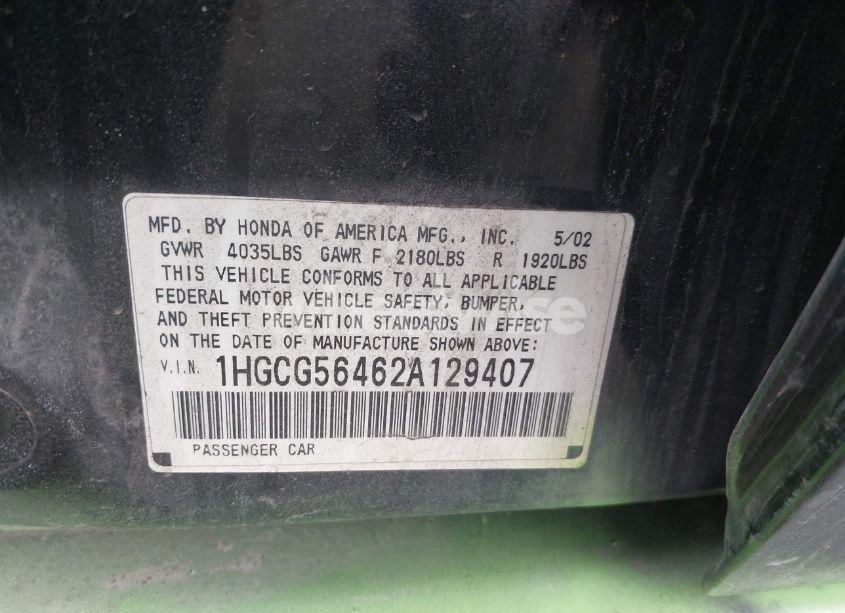 MFD. BY HONDA OF AMERICA MFG., INC. 5/02
GVWR 4035LBS GAWR F 2180LBS R 1920LBS
THIS VEHICLE CONFORMS TO ALL APPLICABLE
FEDERAL MOTOR VEHICLE SAFETY, BUMPER,
AND THEFT PREVENTION STANDARDS IN EFFECT
ON THE DATE OF MANUFACTURE SHOWN ABOVE:
V.I.N. 1HGCG56462A129407
PASSENGER CAR